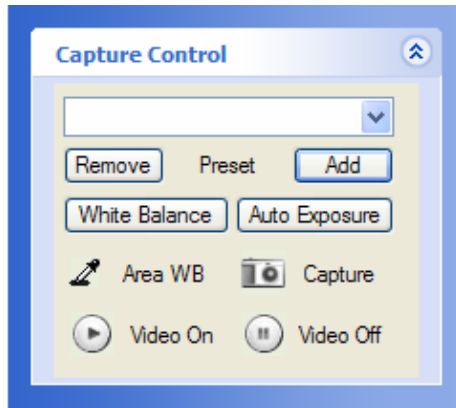 Capture Control
Remove Preset Add
White Balance Auto Exposure
Area WB Capture
Video On Video Off